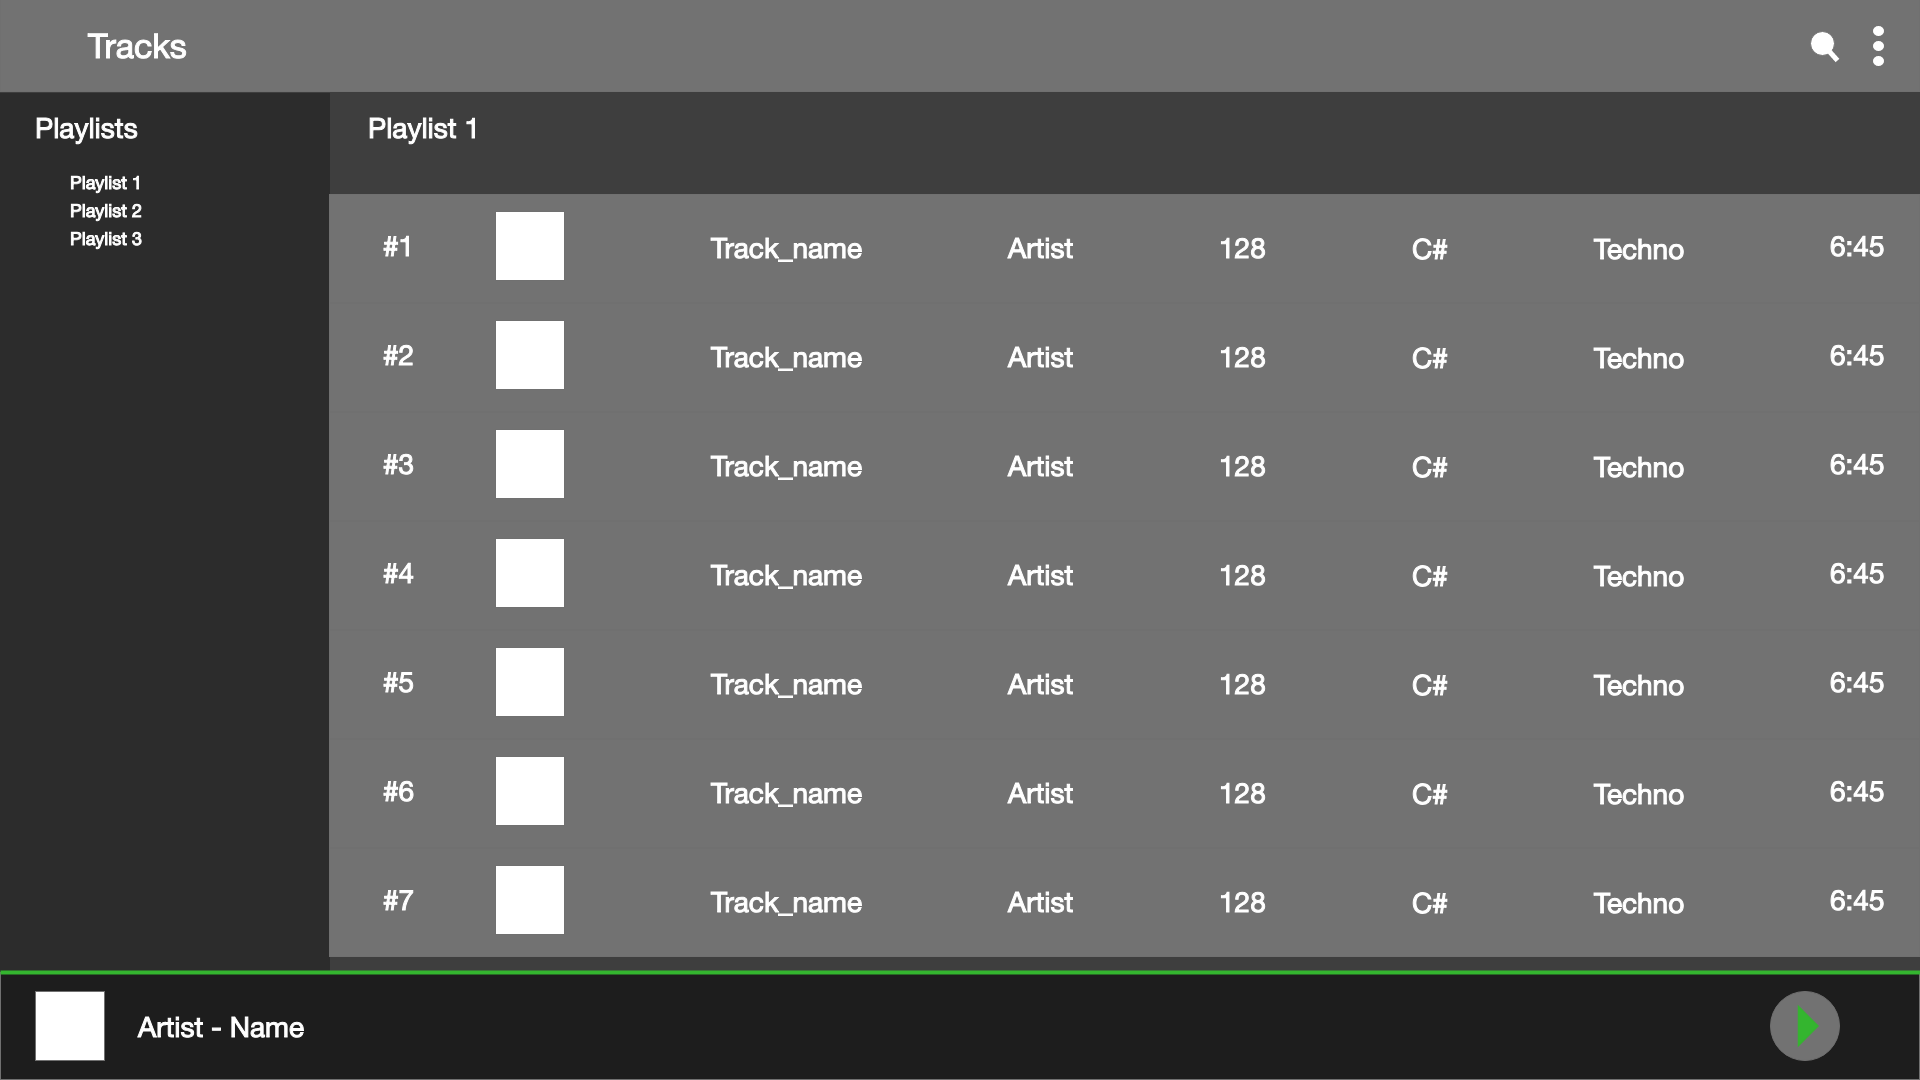 Tracks
Playlists
Playlist 1
Playlist 2
Playlist 3
Playlist 1
#1 Track_name Artist 128 C# Techno 6:45
#2 Track_name Artist 128 C# Techno 6:45
#3 Track_name Artist 128 C# Techno 6:45
#4 Track_name Artist 128 C# Techno 6:45
#5 Track_name Artist 128 C# Techno 6:45
#6 Track_name Artist 128 C# Techno 6:45
#7 Track_name Artist 128 C# Techno 6:45
Artist - Name